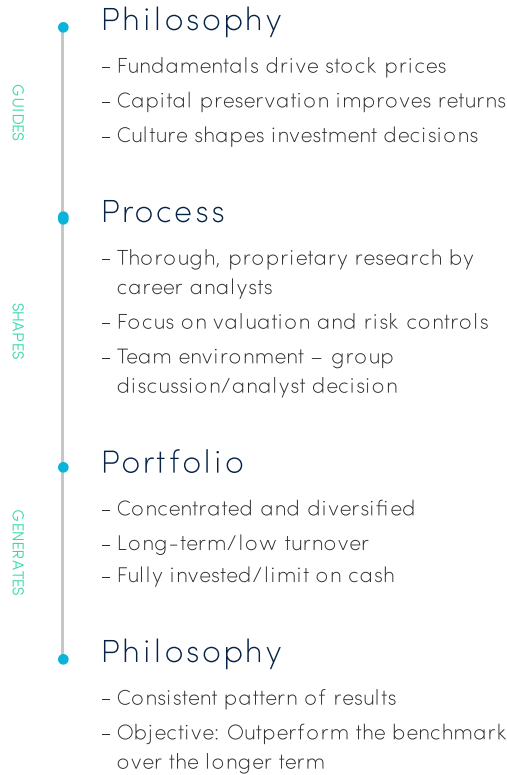 Philosophy
– Fundamentals drive stock prices
– Capital preservation improves returns
– Culture shapes investment decisions
GUIDES
Process
– Thorough, proprietary research by
career analysts
– Focus on valuation and risk controls
– Team environment – group
discussion/analyst decision
SHAPES
Portfolio
– Concentrated and diversified
– Long-term/low turnover
– Fully invested/limit on cash
GENERATES
Philosophy
– Consistent pattern of results
– Objective: Outperform the benchmark
over the longer term